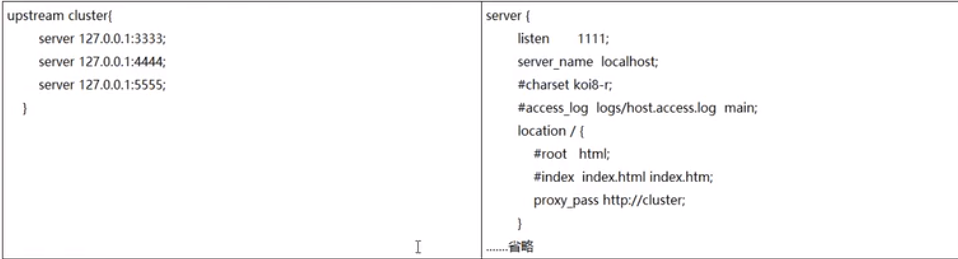 upstream cluster{
server 127.0.0.1:3333;
server 127.0.0.1:4444;
server 127.0.0.1:5555;
}
server {
listen 1111;
server_name localhost;
#charset koi8-r;
#access_log logs/host.access.log main;
location / {
#root html;
#index index.html index.htm;
proxy_pass http://cluster;
}
.......省略